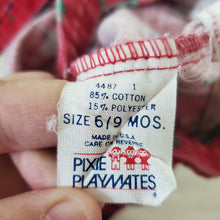 4487 1
85% COTTON
15% POLYESTER
SIZE 6/9 MOS.
MADE IN U.S.A.
CARE ON REVERSE
PIXIE
PLAYMATES
®